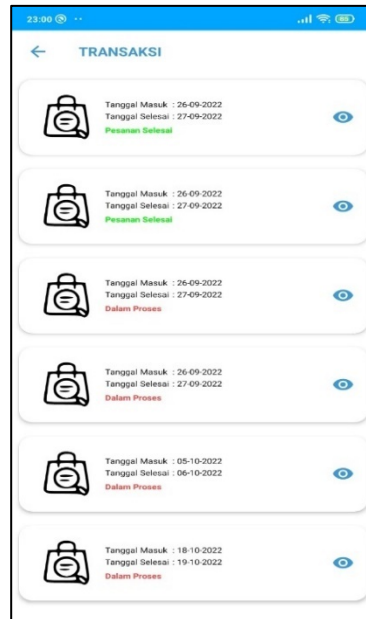 23:00
TRANSAKSI
Tanggal Masuk : 26-09-2022
Tanggal Selesai : 27-09-2022
Pesanan Selesai
Tanggal Masuk : 26-09-2022
Tanggal Selesai : 27-09-2022
Pesanan Selesai
Tanggal Masuk : 26-09-2022
Tanggal Selesai : 27-09-2022
Dalam Proses
Tanggal Masuk : 26-09-2022
Tanggal Selesai : 27-09-2022
Dalam Proses
Tanggal Masuk : 05-10-2022
Tanggal Selesai : 06-10-2022
Dalam Proses
Tanggal Masuk : 18-10-2022
Tanggal Selesai : 19-10-2022
Dalam Proses